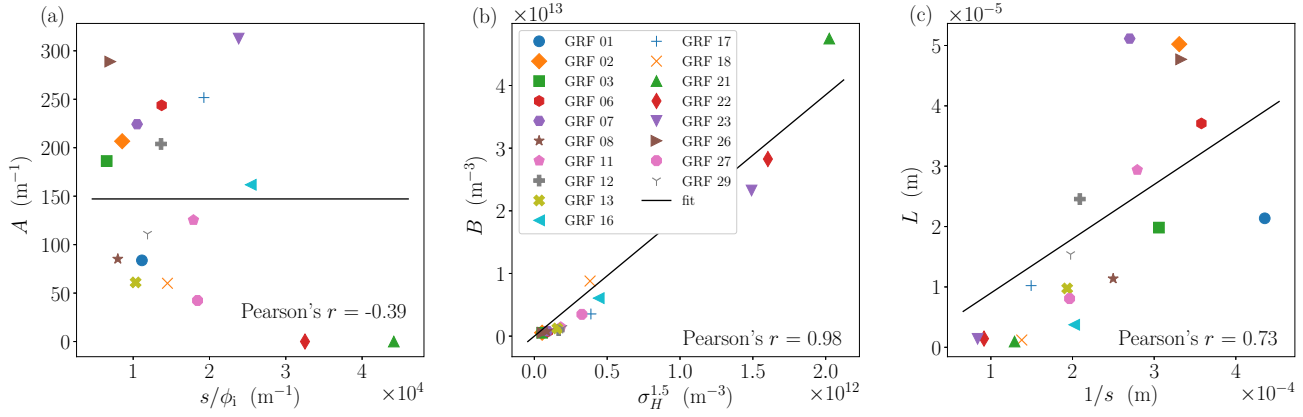 (a)
A (m⁻¹)
300
250
200
150
100
50
0
Pearson's r = -0.39
1 2 3 4
×10⁴
s/ϕᵢ (m⁻¹)
(b)
×10¹³
B (m⁻³)
4
3
2
1
0
GRF 01
GRF 02
GRF 03
GRF 06
GRF 07
GRF 08
GRF 11
GRF 12
GRF 13
GRF 16
GRF 17
GRF 18
GRF 21
GRF 22
GRF 23
GRF 26
GRF 27
GRF 29
fit
Pearson's r = 0.98
0.0 0.5 1.0 1.5 2.0
×10¹²
σ_H^1.5 (m⁻³)
(c)
×10⁻⁵
L (m)
5
4
3
2
1
0
Pearson's r = 0.73
1 2 3 4
×10⁻⁴
1/s (m)